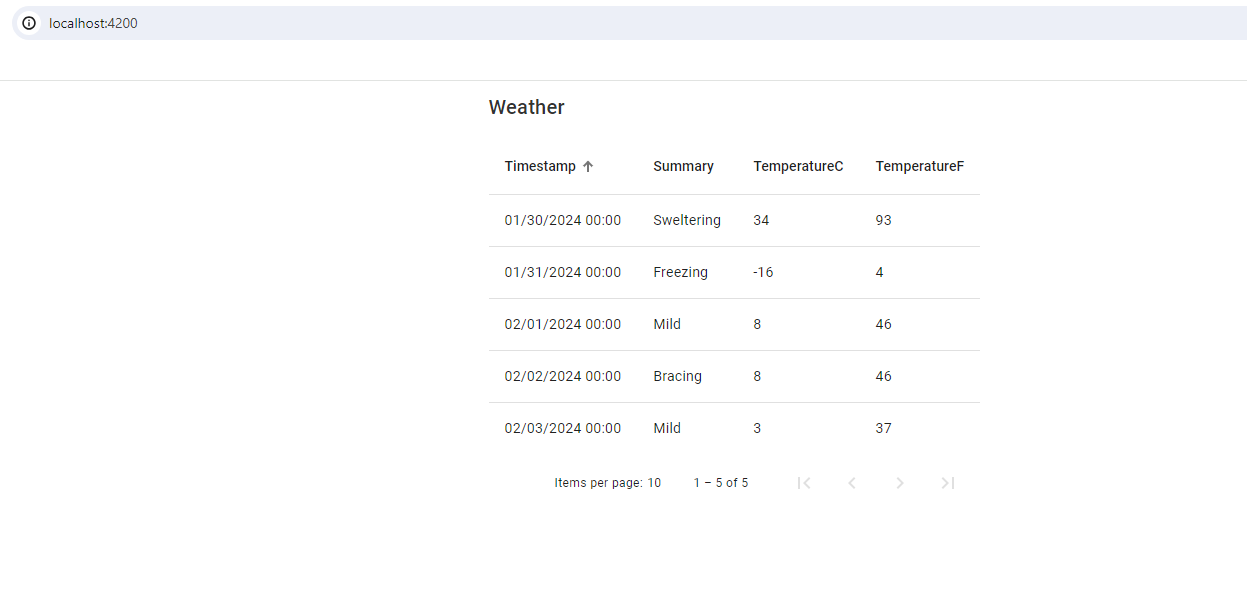 localhost:4200
Weather
Timestamp Summary TemperatureC TemperatureF
01/30/2024 00:00 Sweltering 34 93
01/31/2024 00:00 Freezing -16 4
02/01/2024 00:00 Mild 8 46
02/02/2024 00:00 Bracing 8 46
02/03/2024 00:00 Mild 3 37
Items per page: 10 1 – 5 of 5